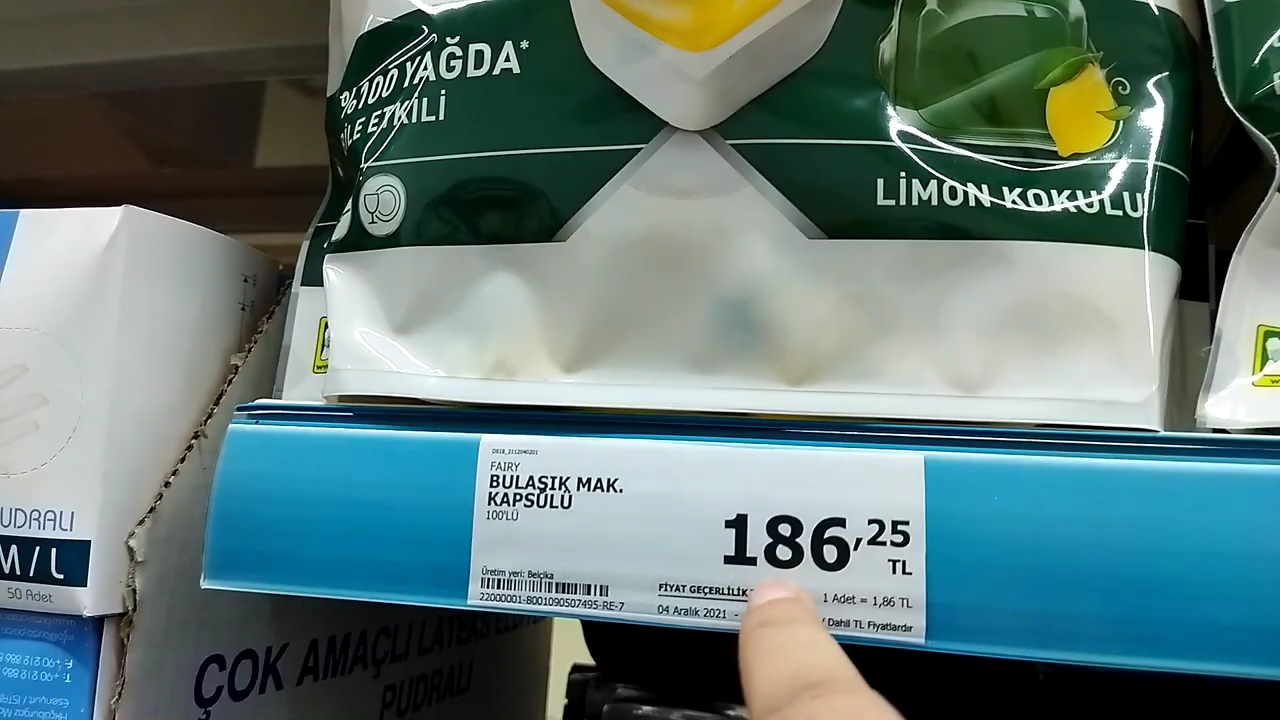 %100 YAĞDA*
İLE ETKİLİ
LİMON KOKULU
UDRALI
M/L
50 Adet
ÇOK AMAÇLI LATEKS
PUDRALI
DS18_2112040201
FAIRY
BULAŞIK MAK.
KAPSÜLÜ
100'LÜ
186,25
TL
Üretim yeri: Belçika
22000001-8001090507495-RE-7
FİYAT GEÇERLİLİK
04 Aralık 2021 -
1 Adet = 1,86 TL
/ Dahil TL Fiyatlardır